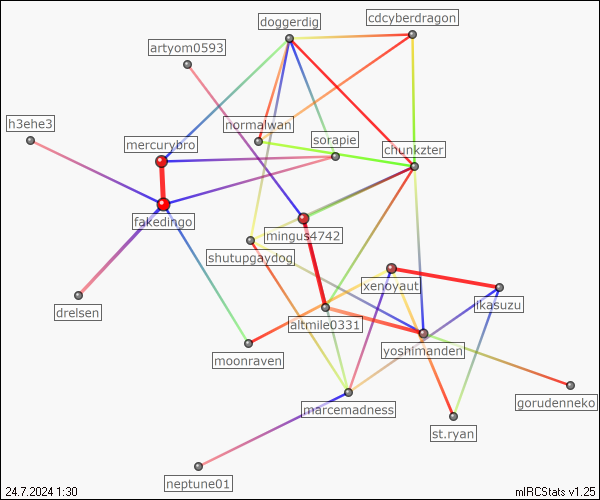 doggerdig
cdcyberdragon
artyom0593
h3ehe3
normalwan
sorapie
mercurybro
chunkzter
fakedingo
mingus4742
shutupgaydog
xenoyaut
drelsen
ikasuzu
altmile0331
yoshimanden
moonraven
marcemadness
gorudenneko
st.ryan
neptune01
24.7.2024 1:30
mIRCStats v1.25